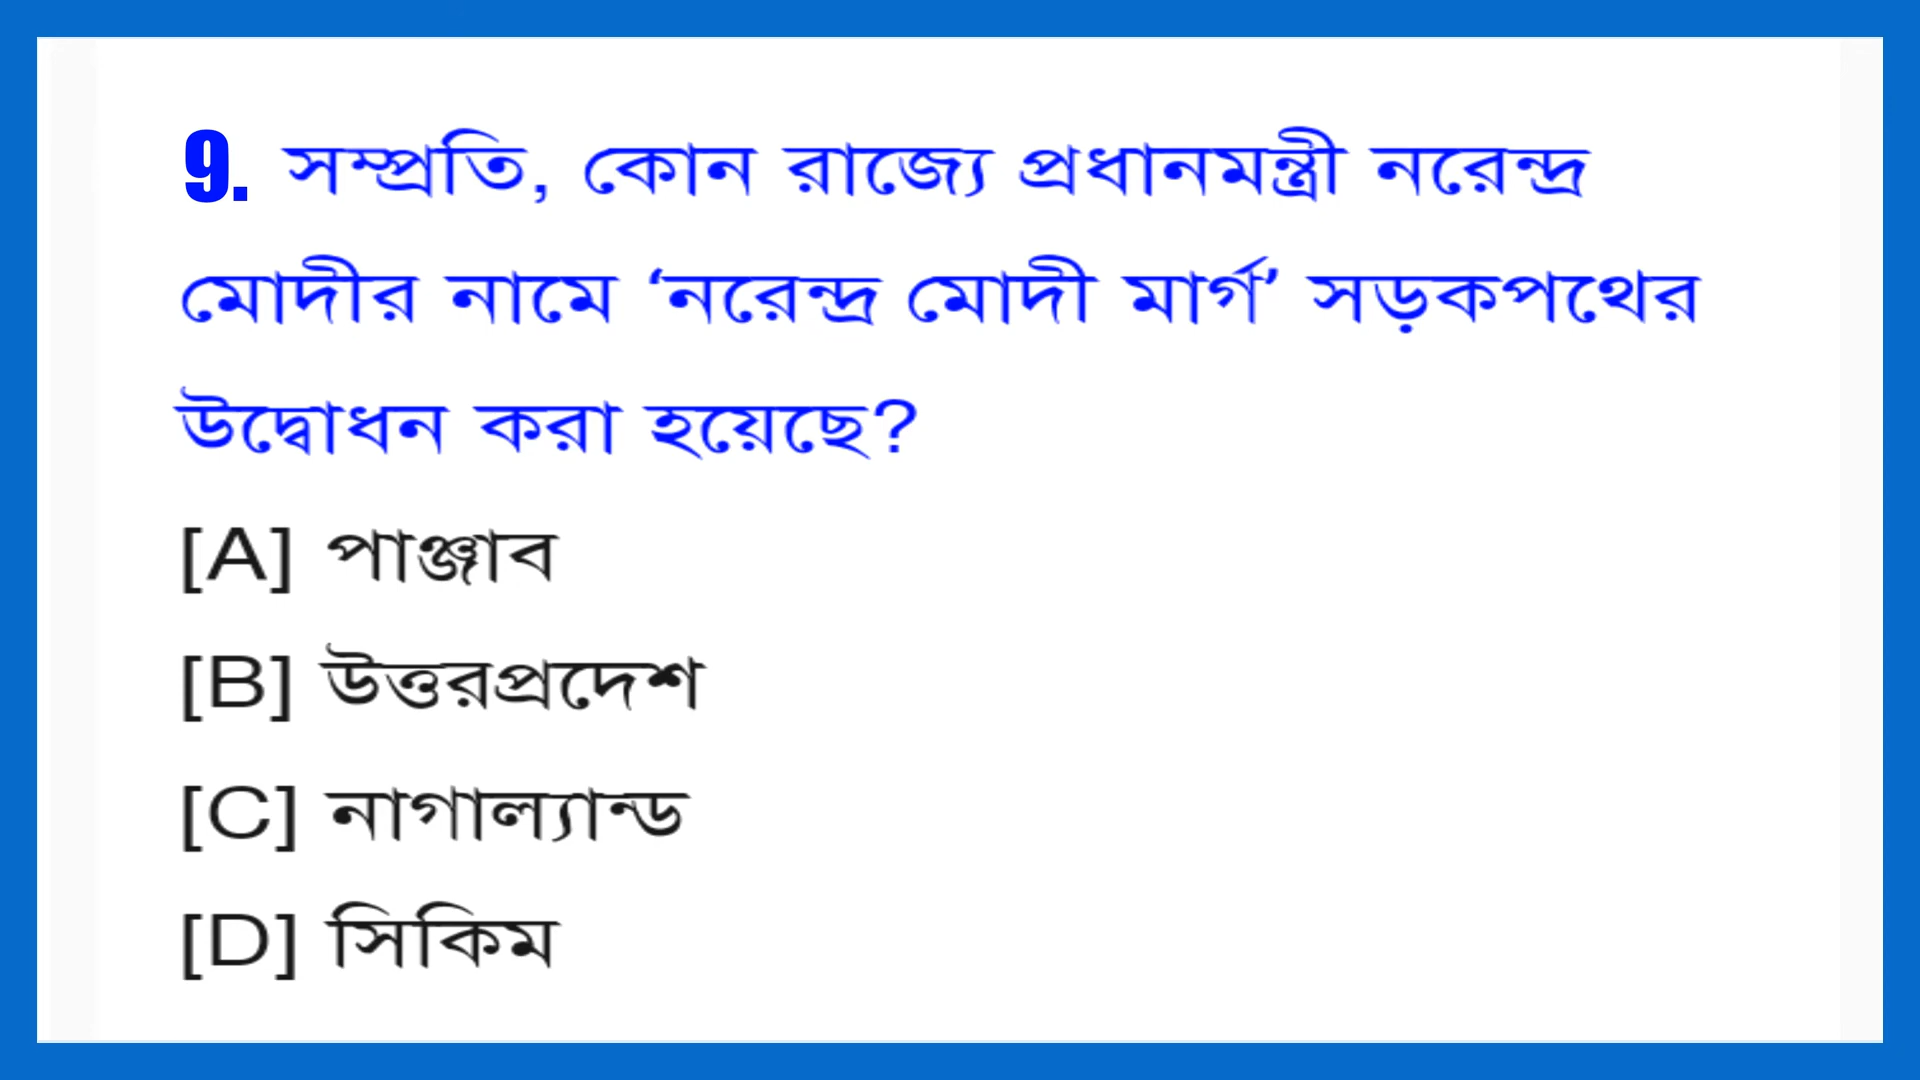 9. সম্প্রতি, কোন রাজ্যে প্রধানমন্ত্রী নরেন্দ্র
মোদীর নামে ‘নরেন্দ্র মোদী মার্গ’ সড়কপথের
উদ্বোধন করা হয়েছে?
[A] পাঞ্জাব
[B] উত্তরপ্রদেশ
[C] নাগাল্যান্ড
[D] সিকিম